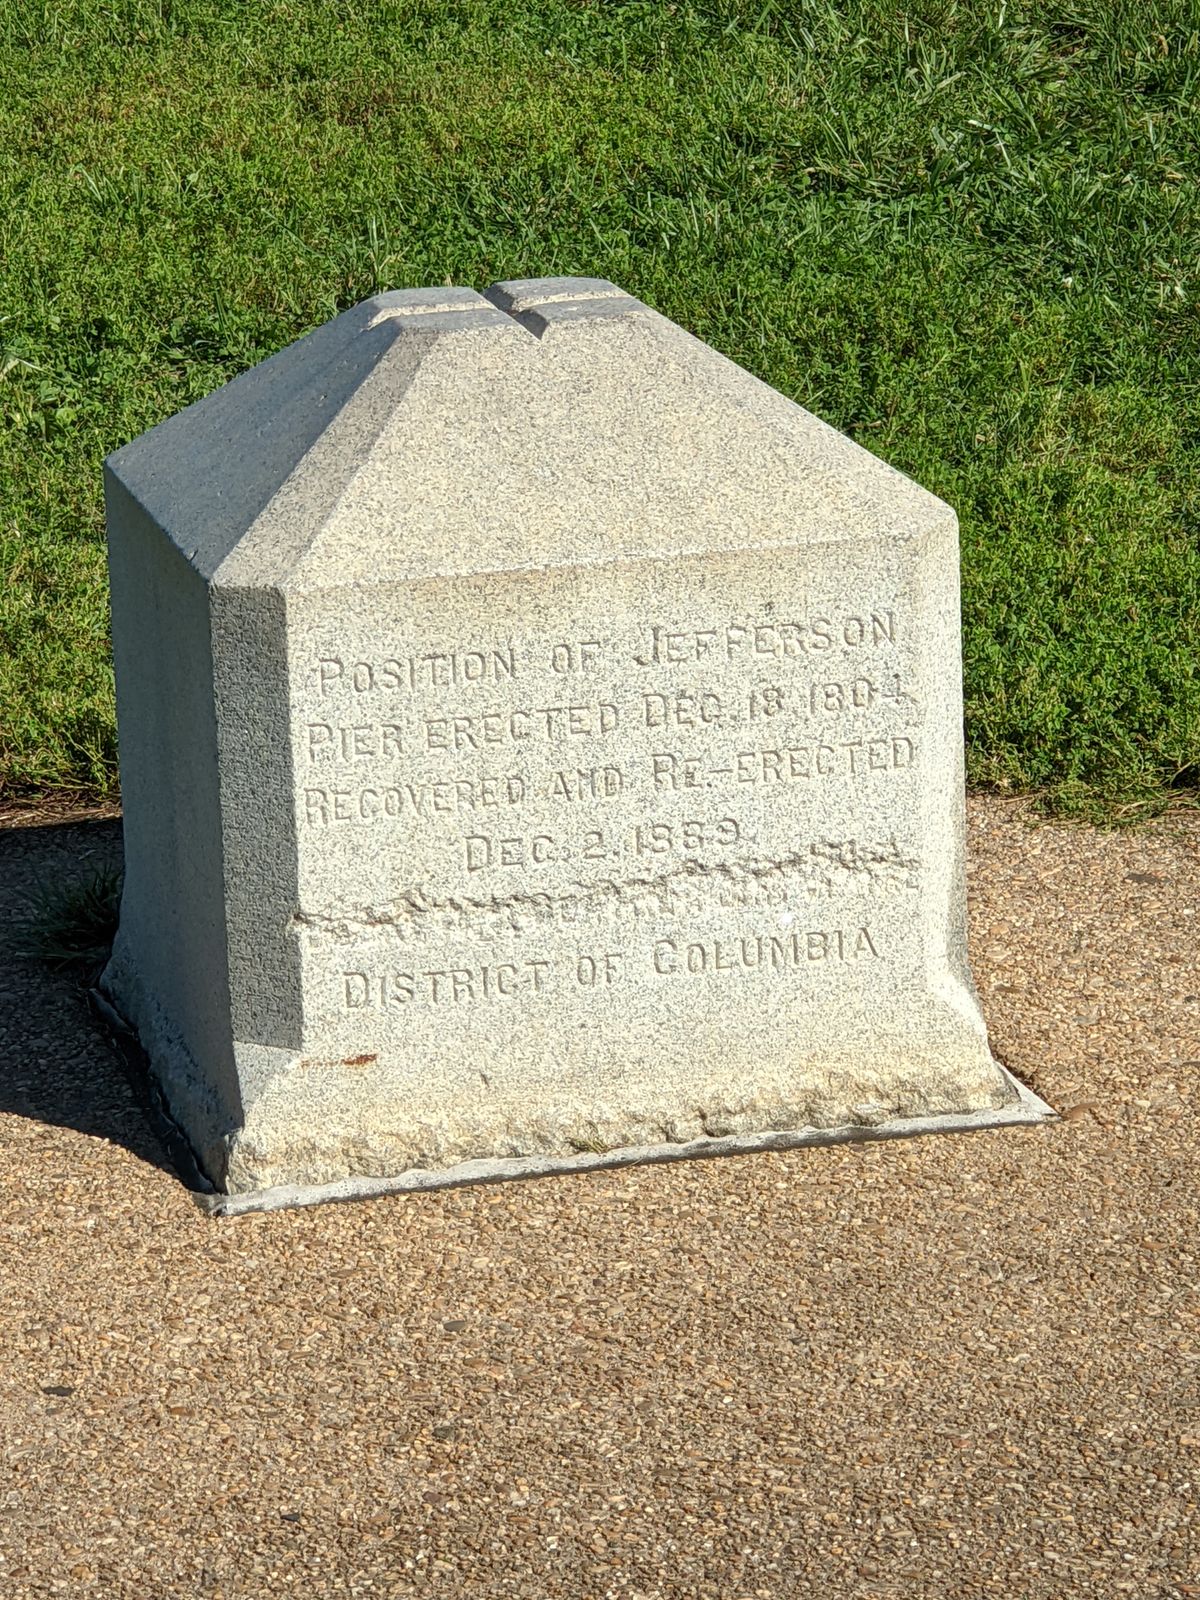 POSITION OF JEFFERSON
PIER ERECTED DEC. 18. 1804.
RECOVERED AND RE-ERECTED
DEC. 2. 1889.
DISTRICT OF COLUMBIA